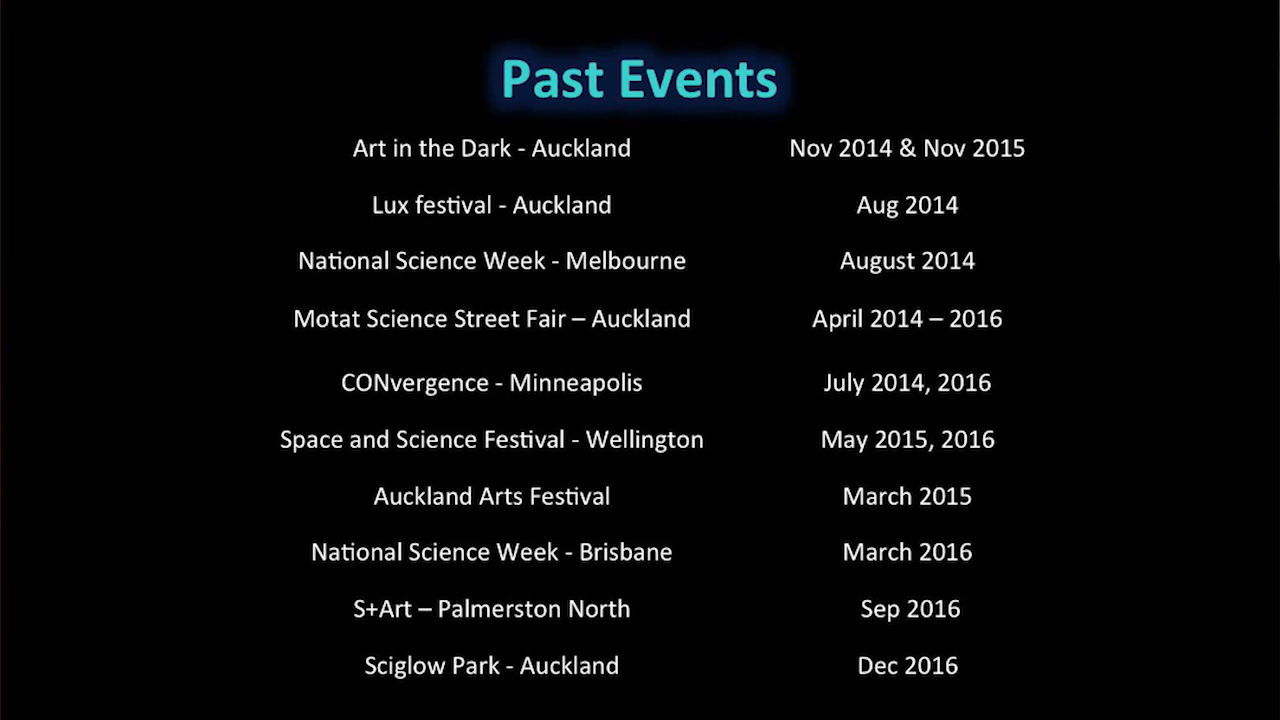 Past Events
Art in the Dark - Auckland Nov 2014 & Nov 2015
Lux festival - Auckland Aug 2014
National Science Week - Melbourne August 2014
Motat Science Street Fair – Auckland April 2014 – 2016
CONvergence - Minneapolis July 2014, 2016
Space and Science Festival - Wellington May 2015, 2016
Auckland Arts Festival March 2015
National Science Week - Brisbane March 2016
S+Art – Palmerston North Sep 2016
Sciglow Park - Auckland Dec 2016